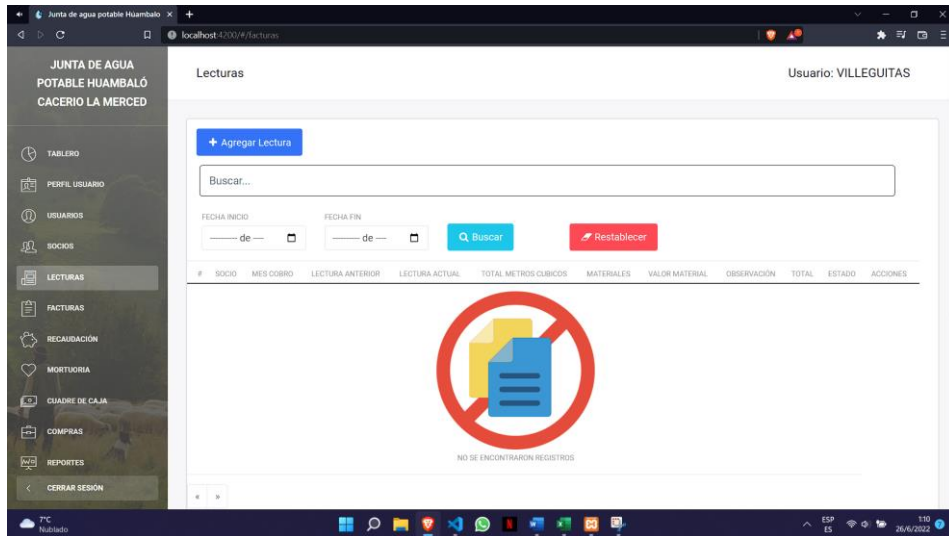 Junta de agua potable Huambalo
localhost:4200/#/facturas
JUNTA DE AGUA
POTABLE HUAMBALÓ
CACERIO LA MERCED
Lecturas
Usuario: VILLEGUITAS
TABLERO
PERFIL USUARIO
USUARIOS
SOCIOS
LECTURAS
FACTURAS
RECAUDACIÓN
MORTUORIA
CUADRE DE CAJA
COMPRAS
REPORTES
CERRAR SESIÓN
+ Agregar Lectura
Buscar...
FECHA INICIO FECHA FIN
-------- de ---- -------- de ---- Buscar Restablecer
# SOCIO MES COBRO LECTURA ANTERIOR LECTURA ACTUAL TOTAL METROS CUBICOS MATERIALES VALOR MATERIAL OBSERVACIÓN TOTAL ESTADO ACCIONES
NO SE ENCONTRARON REGISTROS
« »
7°C
Nublado
ESP
ES
1:10
26/6/2022